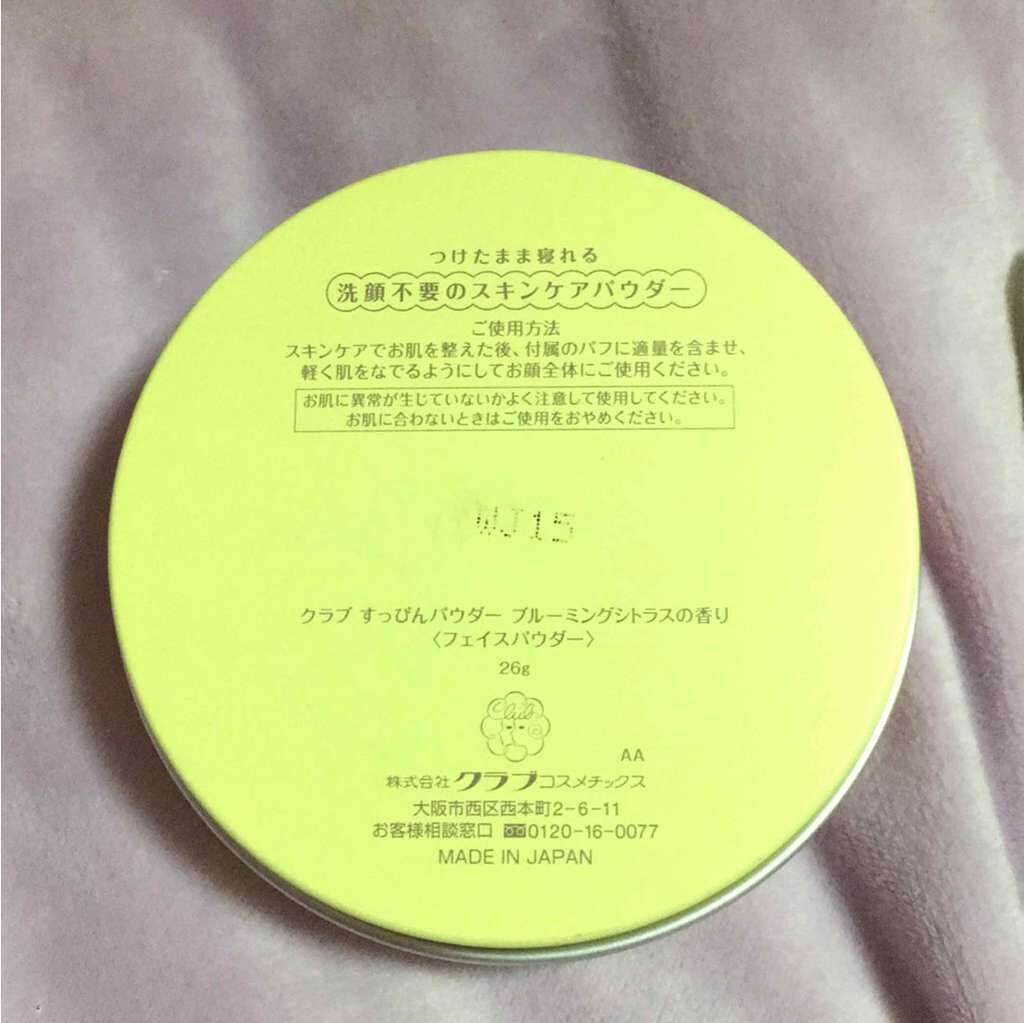 つけたまま寝れる
洗顔不要のスキンケアパウダー
ご使用方法
スキンケアでお肌を整えた後、付属のパフに適量を含ませ、
軽く肌をなでるようにしてお顔全体にご使用ください。
お肌に異常が生じていないかよく注意して使用してください。
お肌に合わないときはご使用をおやめください。
WJ15
クラブ すっぴんパウダー ブルーミングシトラスの香り
〈フェイスパウダー〉
26g
Club
AA
株式会社 クラブコスメチックス
大阪市西区西本町2-6-11
お客様相談窓口 0120-16-0077
MADE IN JAPAN